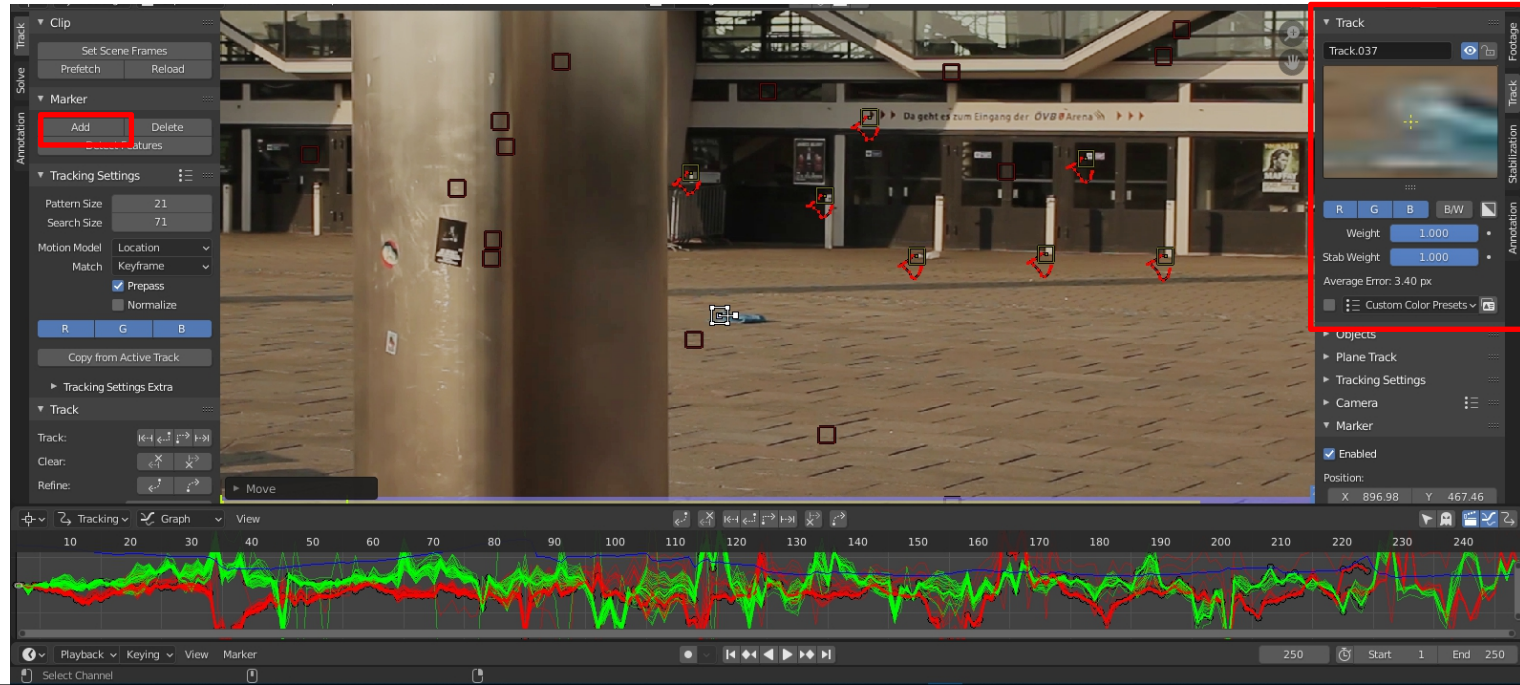 Track
Solve
Annotation
Clip
Set Scene Frames
Prefetch Reload
Marker
Add Delete
Detect Features
Tracking Settings
Pattern Size 21
Search Size 71
Motion Model Location
Match Keyframe
Prepass
Normalize
R G B
Copy from Active Track
Tracking Settings Extra
Track
Track:
Clear:
Refine:
Da geht es zum Eingang der ÖVB Arena
Move
Track
Track.037
R G B B/W
Weight 1.000
Stab Weight 1.000
Average Error: 3.40 px
Custom Color Presets
Objects
Plane Track
Tracking Settings
Camera
Marker
Enabled
Position:
X 896.98 Y 467.46
Footage
Track
Stabilization
Annotation
Tracking Graph View
10 20 30 40 50 60 70 80 90 100 110 120 130 140 150 160 170 180 190 200 210 220 230 240
Playback Keying View Marker
250 Start 1 End 250
Select Channel